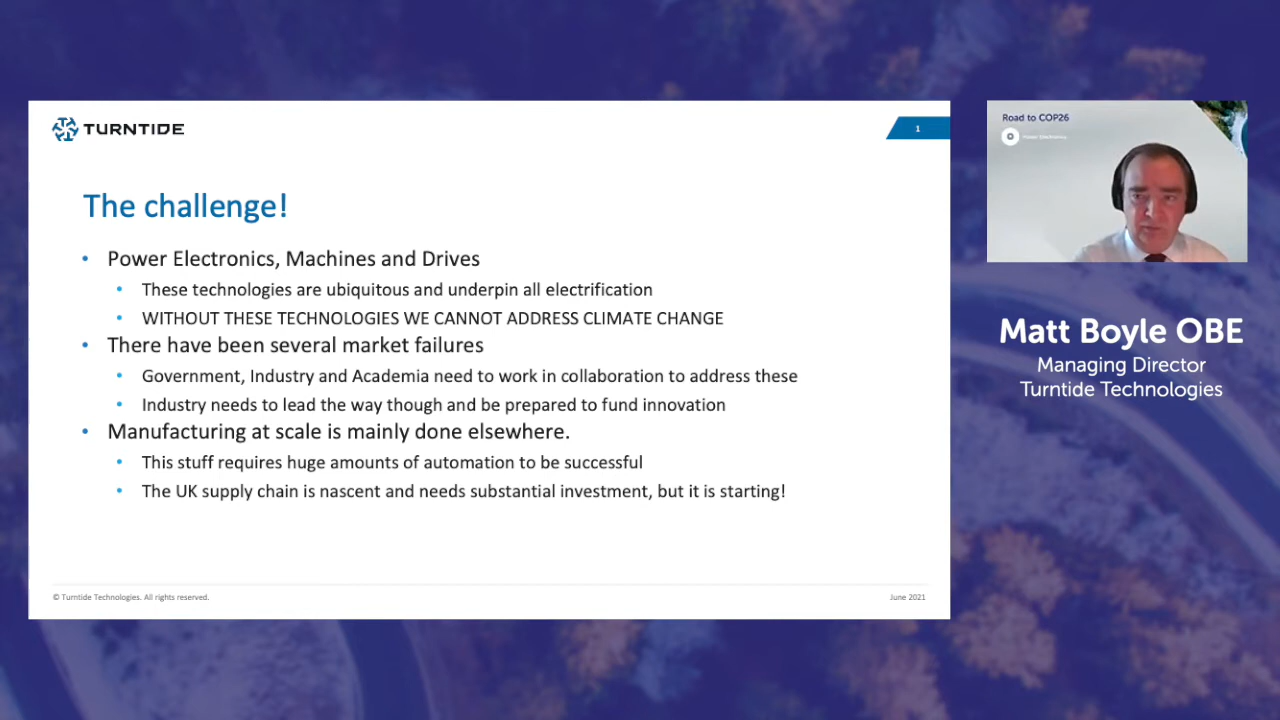 TURNTIDE
1
The challenge!
• Power Electronics, Machines and Drives
• These technologies are ubiquitous and underpin all electrification
• WITHOUT THESE TECHNOLOGIES WE CANNOT ADDRESS CLIMATE CHANGE
• There have been several market failures
• Government, Industry and Academia need to work in collaboration to address these
• Industry needs to lead the way though and be prepared to fund innovation
• Manufacturing at scale is mainly done elsewhere.
• This stuff requires huge amounts of automation to be successful
• The UK supply chain is nascent and needs substantial investment, but it is starting!
© Turntide Technologies. All rights reserved.
June 2021
Road to COP26
Power Electronics
Matt Boyle OBE
Managing Director
Turntide Technologies